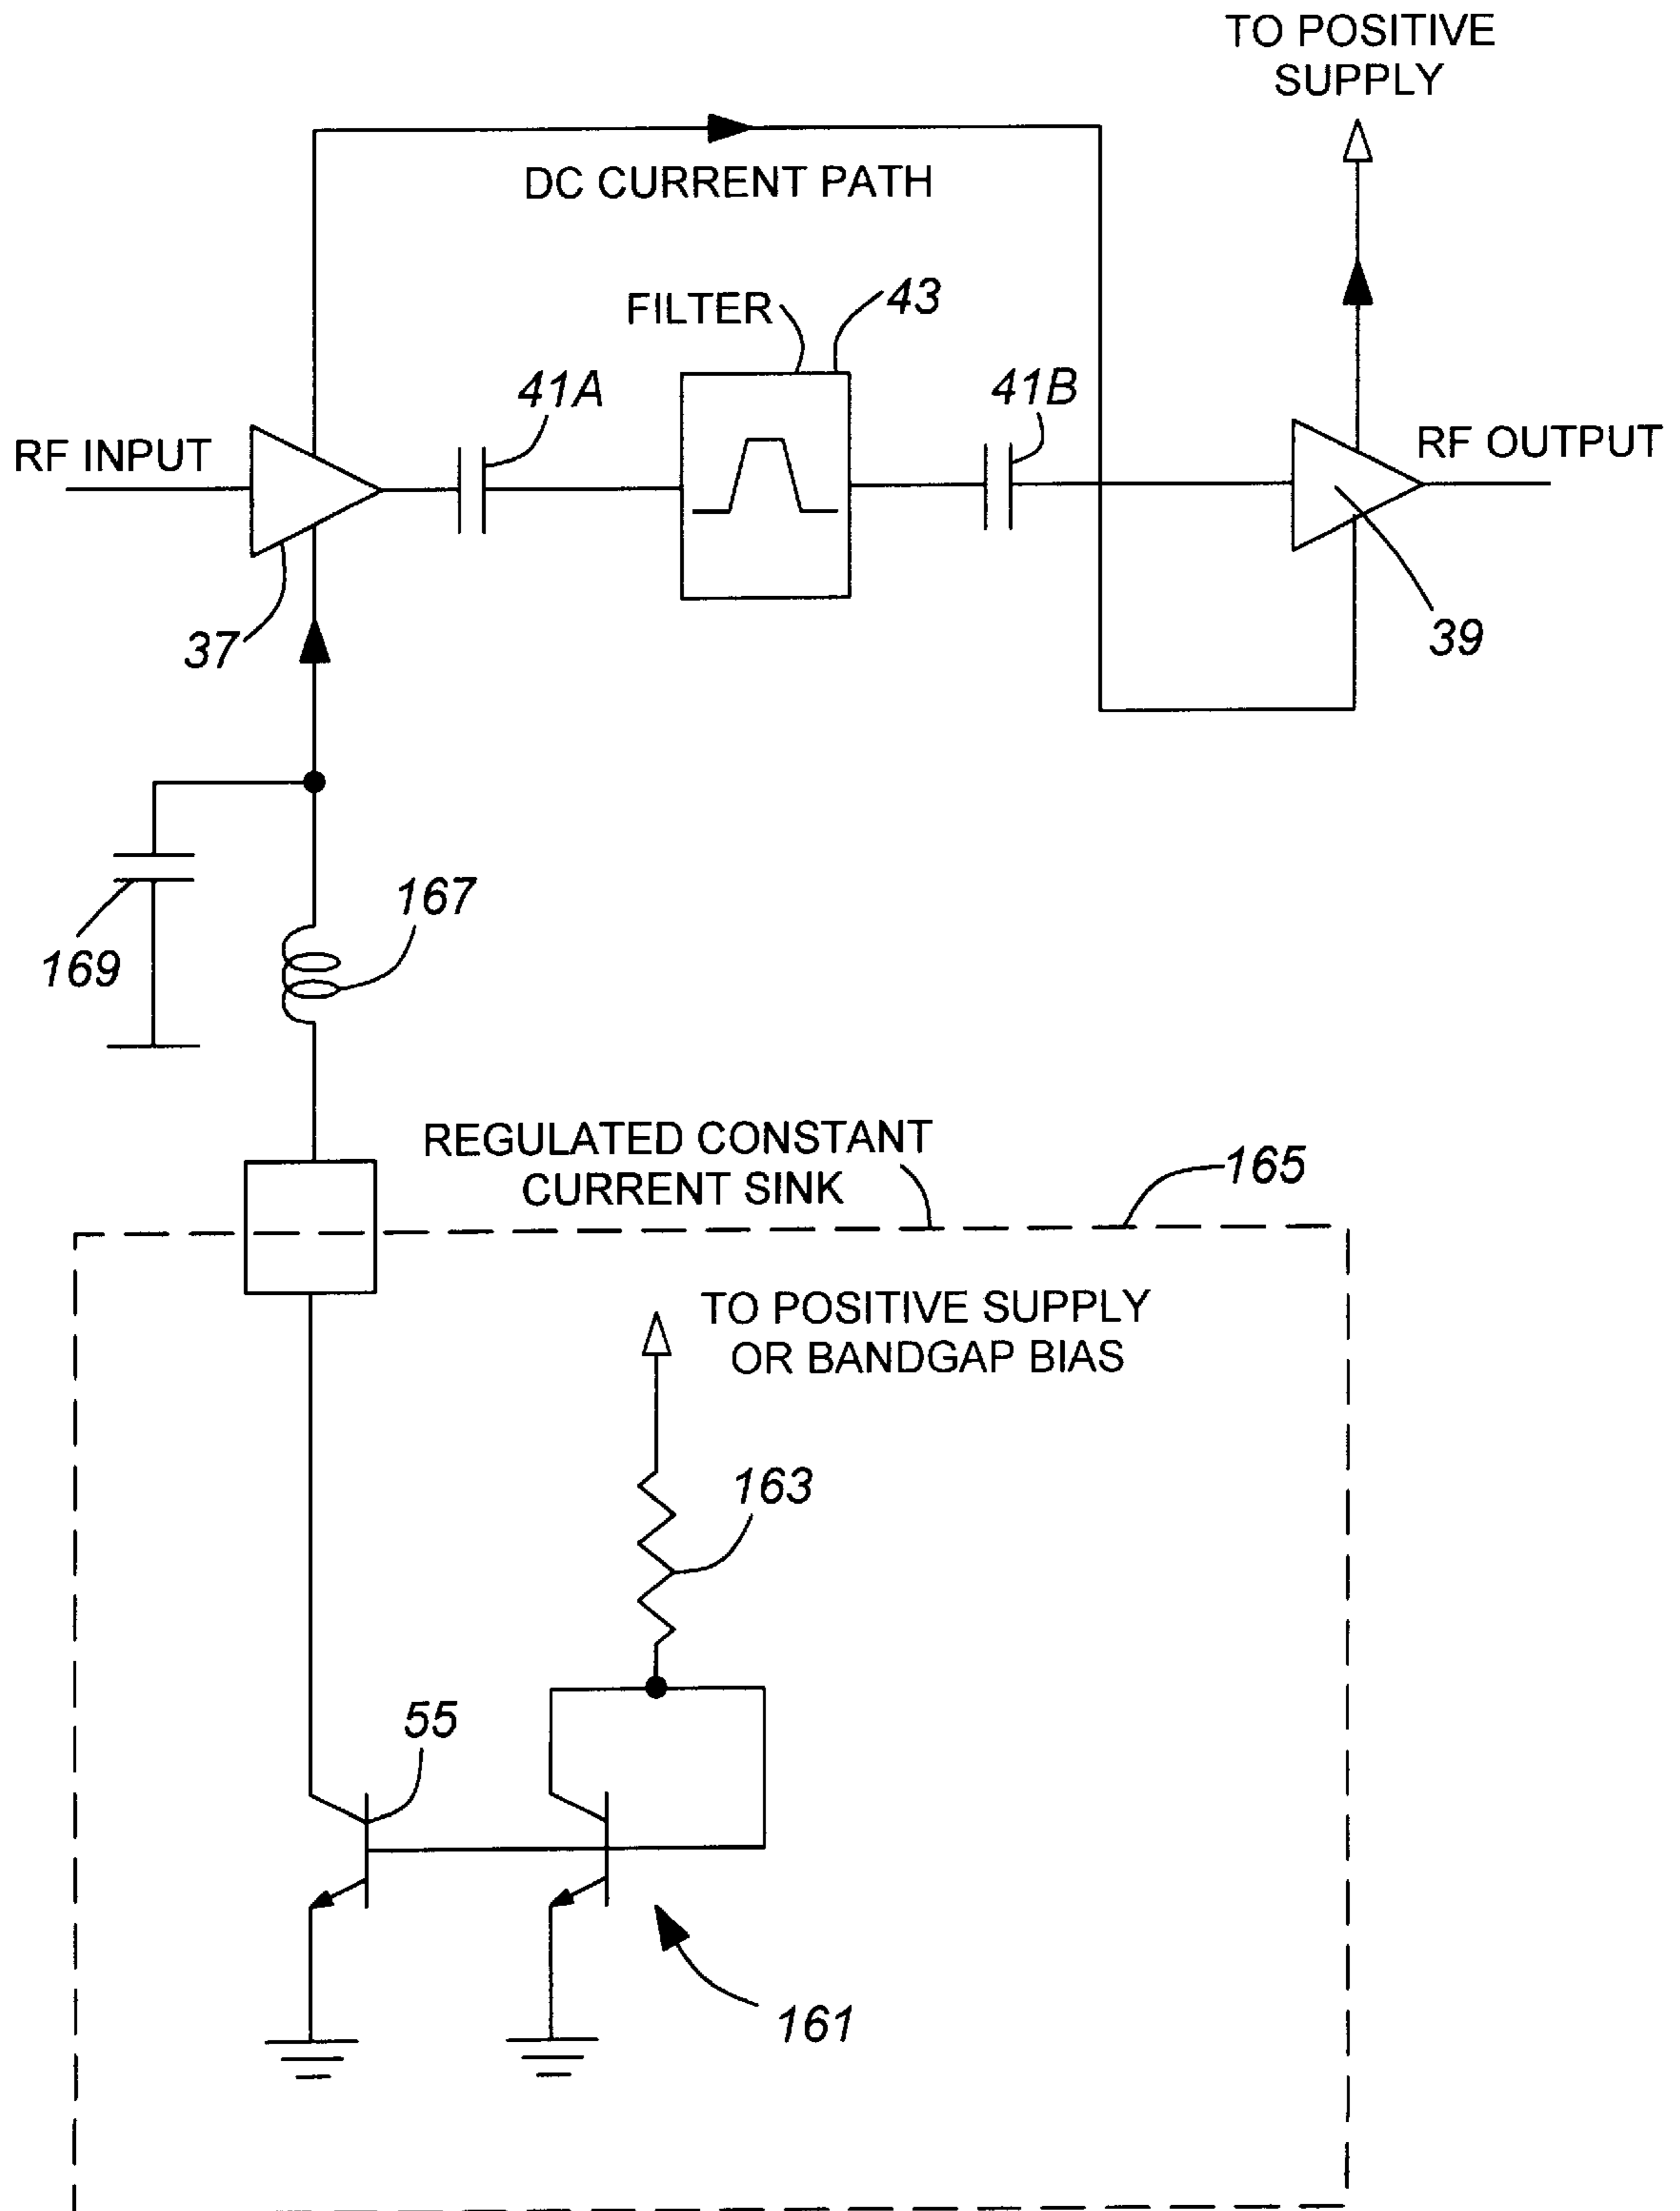 TO POSITIVE
SUPPLY
DC CURRENT PATH
FILTER
43
41A
41B
RF INPUT
RF OUTPUT
37
39
169
167
REGULATED CONSTANT
CURRENT SINK
165
TO POSITIVE SUPPLY
OR BANDGAP BIAS
163
55
161